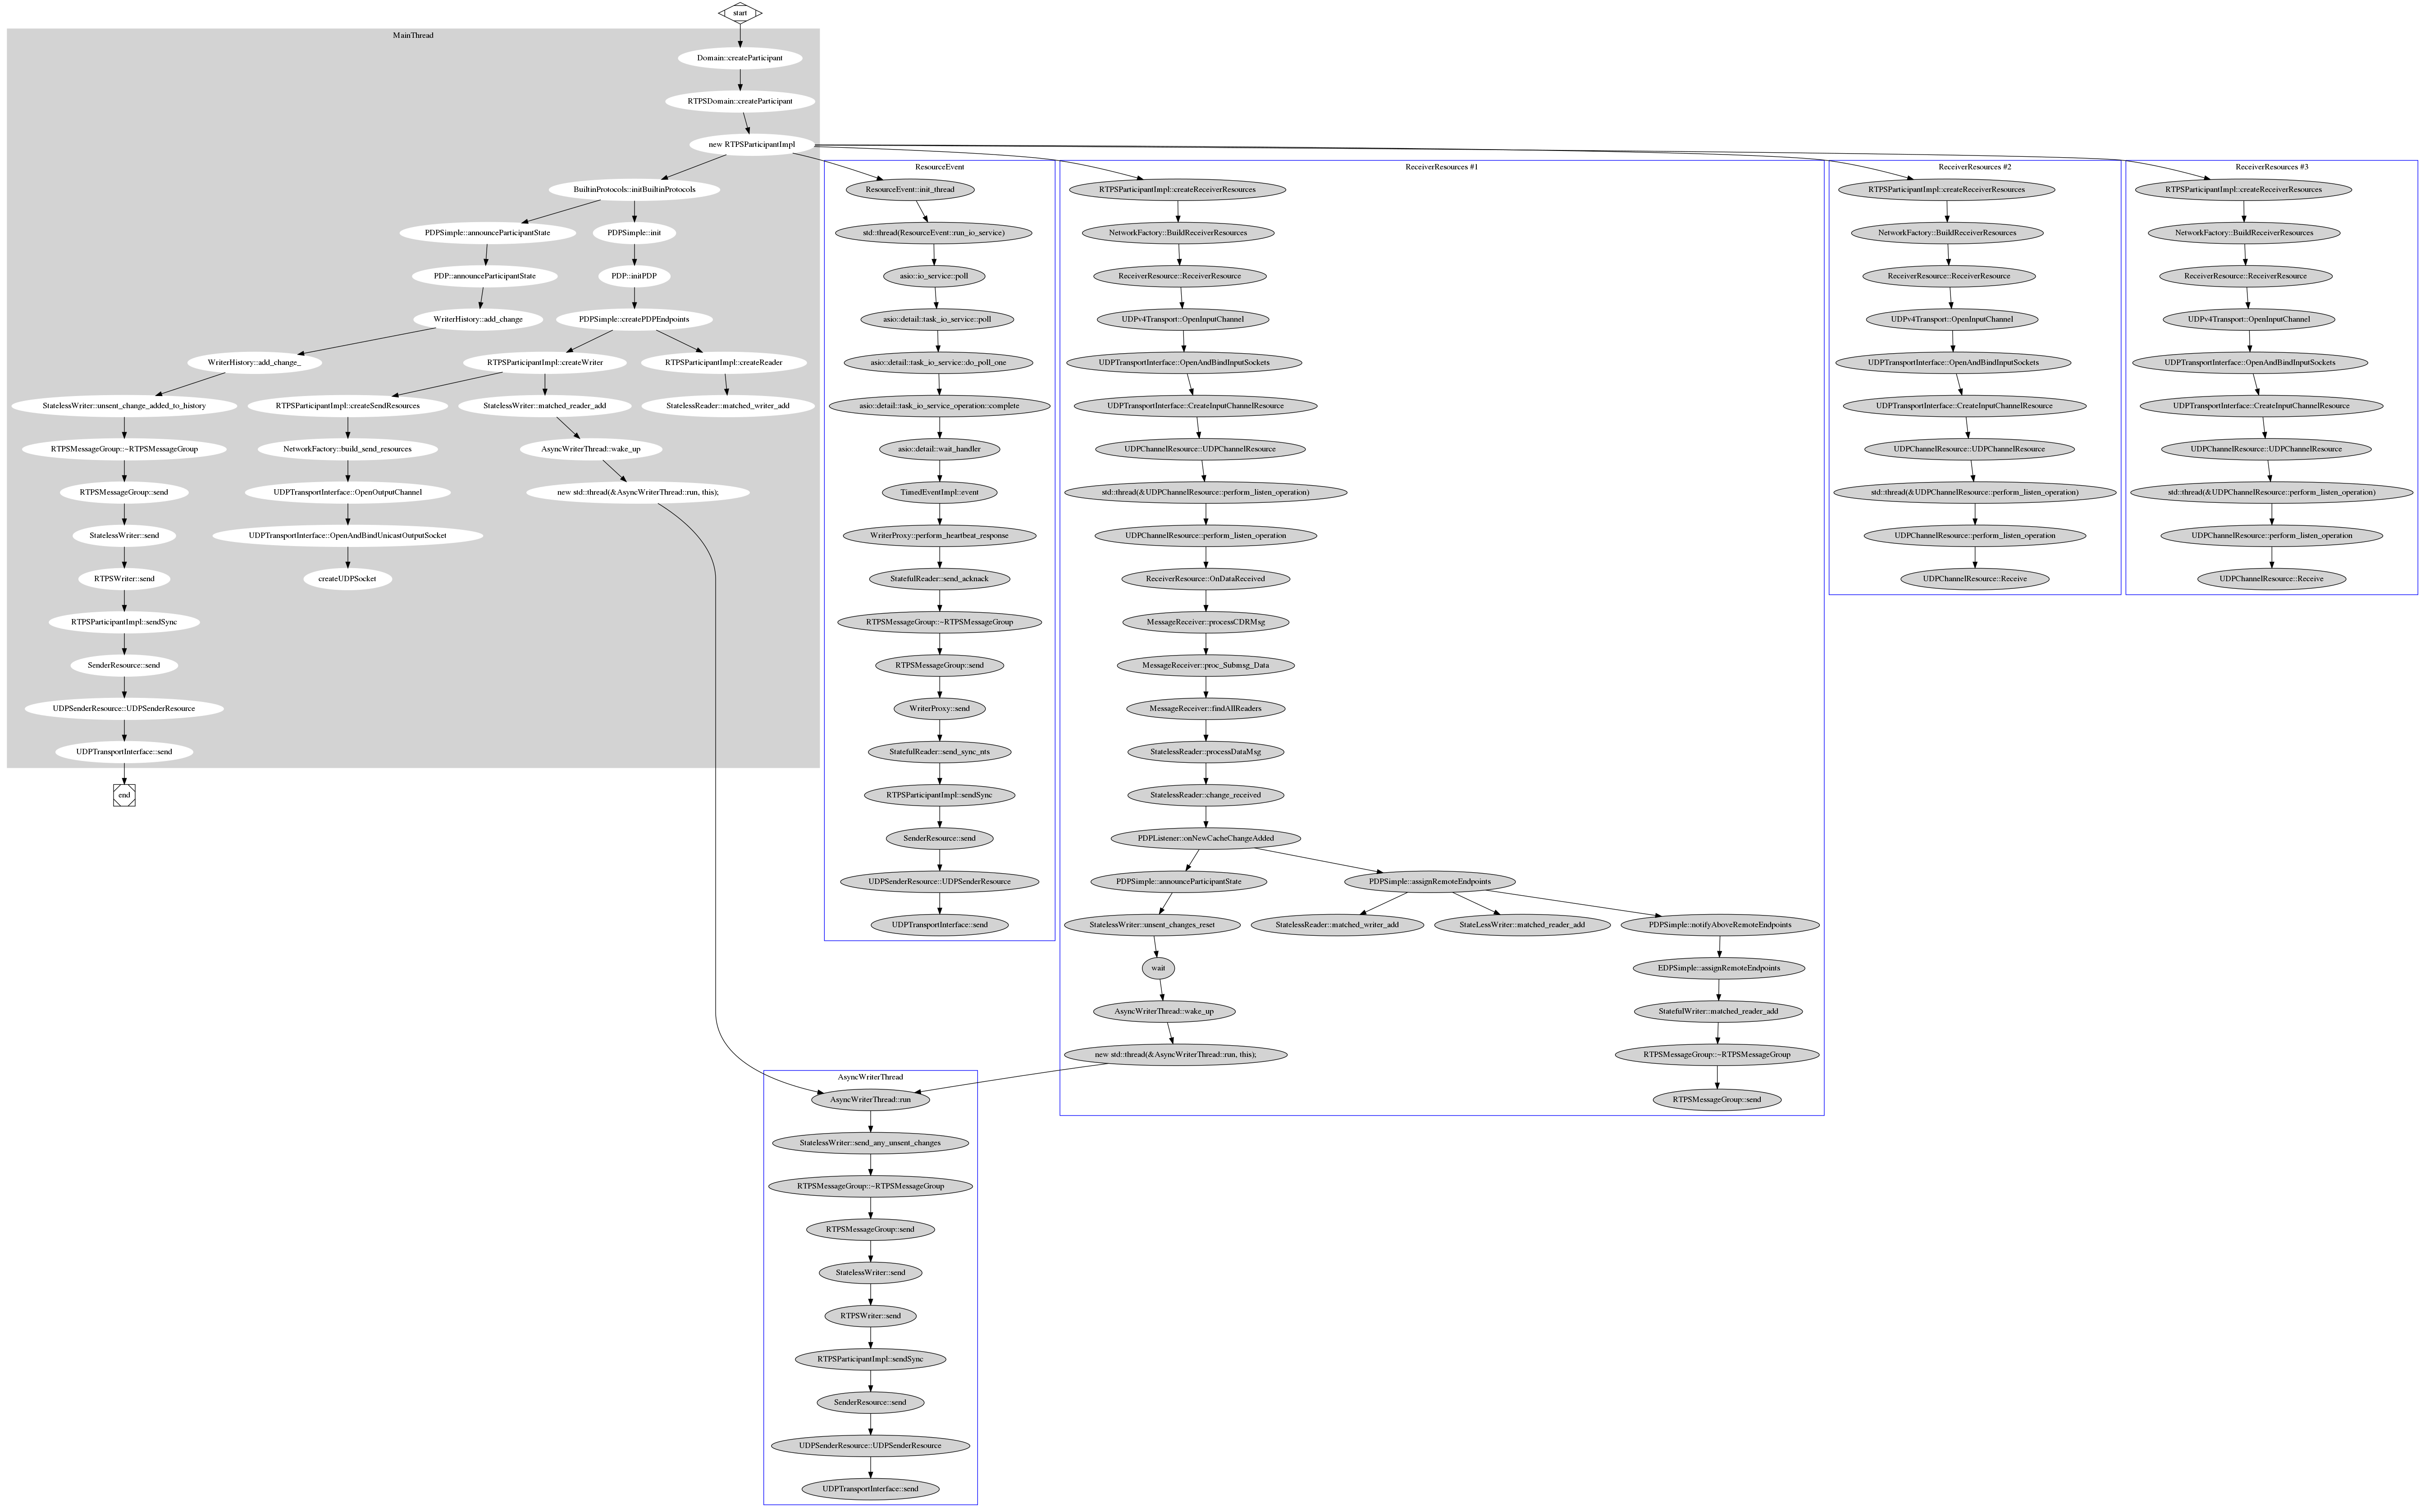 start
MainThread
Domain::createParticipant
RTPSDomain::createParticipant
new RTPSParticipantImpl
BuiltinProtocols::initBuiltinProtocols
PDPSimple::announceParticipantState
PDPSimple::init
PDP::announceParticipantState
PDP::initPDP
WriterHistory::add_change
PDPSimple::createPDPEndpoints
WriterHistory::add_change_
RTPSParticipantImpl::createWriter
RTPSParticipantImpl::createReader
StatelessWriter::unsent_change_added_to_history
RTPSParticipantImpl::createSendResources
StatelessWriter::matched_reader_add
StatelessReader::matched_writer_add
RTPSMessageGroup::~RTPSMessageGroup
NetworkFactory::build_send_resources
AsyncWriterThread::wake_up
RTPSMessageGroup::send
UDPTransportInterface::OpenOutputChannel
new std::thread(&AsyncWriterThread::run, this);
StatelessWriter::send
UDPTransportInterface::OpenAndBindUnicastOutputSocket
RTPSWriter::send
createUDPSocket
RTPSParticipantImpl::sendSync
SenderResource::send
UDPSenderResource::UDPSenderResource
UDPTransportInterface::send
end
ResourceEvent
ResourceEvent::init_thread
std::thread(ResourceEvent::run_io_service)
asio::io_service::poll
asio::detail::task_io_service::poll
asio::detail::task_io_service::do_poll_one
asio::detail::task_io_service_operation::complete
asio::detail::wait_handler
TimedEventImpl::event
WriterProxy::perform_heartbeat_response
StatefulReader::send_acknack
RTPSMessageGroup::~RTPSMessageGroup
RTPSMessageGroup::send
WriterProxy::send
StatefulReader::send_sync_nts
RTPSParticipantImpl::sendSync
SenderResource::send
UDPSenderResource::UDPSenderResource
UDPTransportInterface::send
ReceiverResources #1
RTPSParticipantImpl::createReceiverResources
NetworkFactory::BuildReceiverResources
ReceiverResource::ReceiverResource
UDPv4Transport::OpenInputChannel
UDPTransportInterface::OpenAndBindInputSockets
UDPTransportInterface::CreateInputChannelResource
UDPChannelResource::UDPChannelResource
std::thread(&UDPChannelResource::perform_listen_operation)
UDPChannelResource::perform_listen_operation
ReceiverResource::OnDataReceived
MessageReceiver::processCDRMsg
MessageReceiver::proc_Submsg_Data
MessageReceiver::findAllReaders
StatelessReader::processDataMsg
StatelessReader::change_received
PDPListener::onNewCacheChangeAdded
PDPSimple::announceParticipantState
PDPSimple::assignRemoteEndpoints
StatelessWriter::unsent_changes_reset
StatelessReader::matched_writer_add
StateLessWriter::matched_reader_add
PDPSimple::notifyAboveRemoteEndpoints
wait
EDPSimple::assignRemoteEndpoints
AsyncWriterThread::wake_up
StatefulWriter::matched_reader_add
new std::thread(&AsyncWriterThread::run, this);
RTPSMessageGroup::~RTPSMessageGroup
RTPSMessageGroup::send
ReceiverResources #2
RTPSParticipantImpl::createReceiverResources
NetworkFactory::BuildReceiverResources
ReceiverResource::ReceiverResource
UDPv4Transport::OpenInputChannel
UDPTransportInterface::OpenAndBindInputSockets
UDPTransportInterface::CreateInputChannelResource
UDPChannelResource::UDPChannelResource
std::thread(&UDPChannelResource::perform_listen_operation)
UDPChannelResource::perform_listen_operation
UDPChannelResource::Receive
ReceiverResources #3
RTPSParticipantImpl::createReceiverResources
NetworkFactory::BuildReceiverResources
ReceiverResource::ReceiverResource
UDPv4Transport::OpenInputChannel
UDPTransportInterface::OpenAndBindInputSockets
UDPTransportInterface::CreateInputChannelResource
UDPChannelResource::UDPChannelResource
std::thread(&UDPChannelResource::perform_listen_operation)
UDPChannelResource::perform_listen_operation
UDPChannelResource::Receive
AsyncWriterThread
AsyncWriterThread::run
StatelessWriter::send_any_unsent_changes
RTPSMessageGroup::~RTPSMessageGroup
RTPSMessageGroup::send
StatelessWriter::send
RTPSWriter::send
RTPSParticipantImpl::sendSync
SenderResource::send
UDPSenderResource::UDPSenderResource
UDPTransportInterface::send